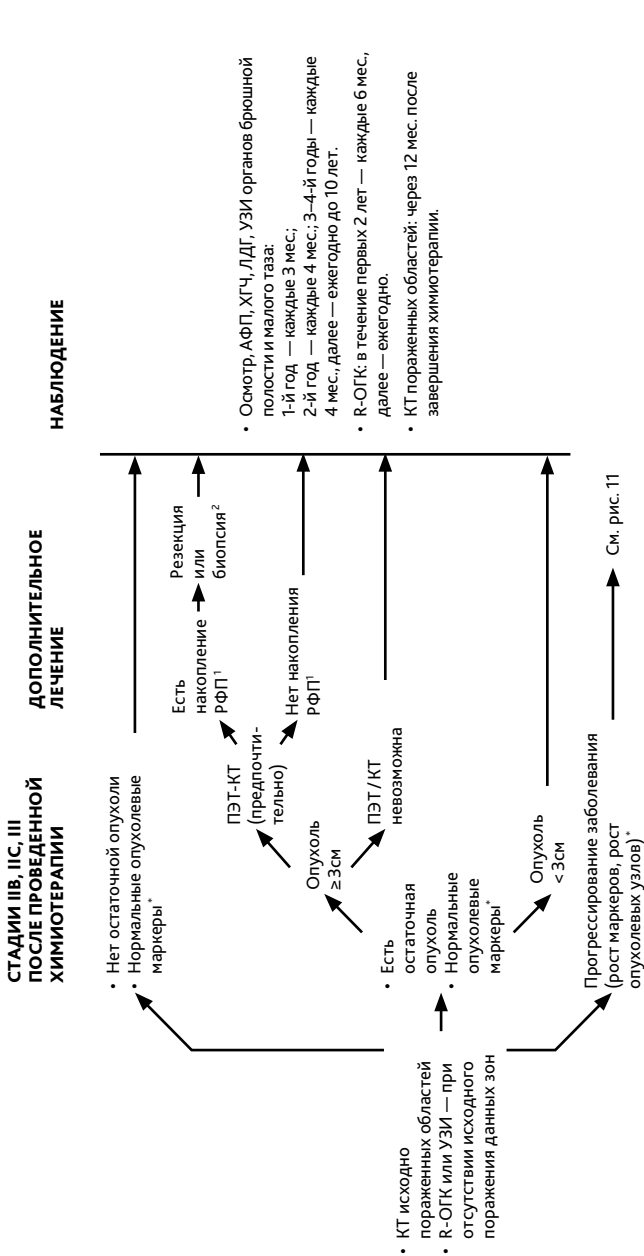 СТАДИИ IIB, IIC, III
ПОСЛЕ ПРОВЕДЕННОЙ
ХИМИОТЕРАПИИ
ДОПОЛНИТЕЛЬНОЕ
ЛЕЧЕНИЕ
НАБЛЮДЕНИЕ
• КТ исходно
пораженных областей
• R-ОГК или УЗИ — при
отсутствии исходного
поражения данных зон
• Нет остаточной опухоли
• Нормальные опухолевые
маркеры*
• Есть
остаточная
опухоль
• Нормальные
опухолевые
маркеры*
Прогрессирование заболевания
(рост маркеров, рост
опухолевых узлов)*
Опухоль
≥3см
Опухоль
<3см
ПЭТ-КТ
(предпочти-
тельно)
ПЭТ/КТ
невозможна
Есть
накопление
РФП¹
Нет накопления
РФП¹
Резекция
или
биопсия²
См. рис. 11
• Осмотр, АФП, ХГЧ, ЛДГ, УЗИ органов брюшной
полости и малого таза:
1-й год — каждые 3 мес.;
2-й год — каждые 4 мес.; 3–4-й годы — каждые
4 мес., далее — ежегодно до 10 лет.
• R-ОГК: в течение первых 2 лет — каждые 6 мес.,
далее — ежегодно.
• КТ пораженных областей: через 12 мес. после
завершения химиотерапии.